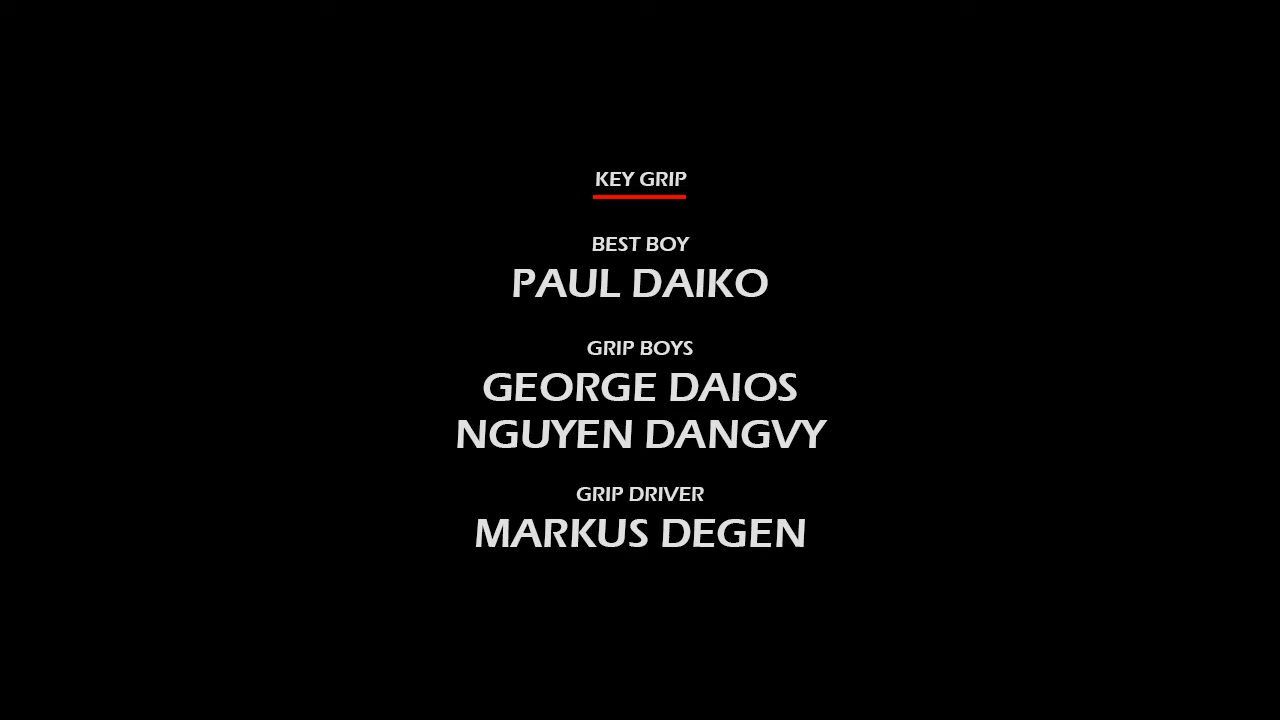 KEY GRIP
BEST BOY
PAUL DAIKO
GRIP BOYS
GEORGE DAIOS
NGUYEN DANGVY
GRIP DRIVER
MARKUS DEGEN